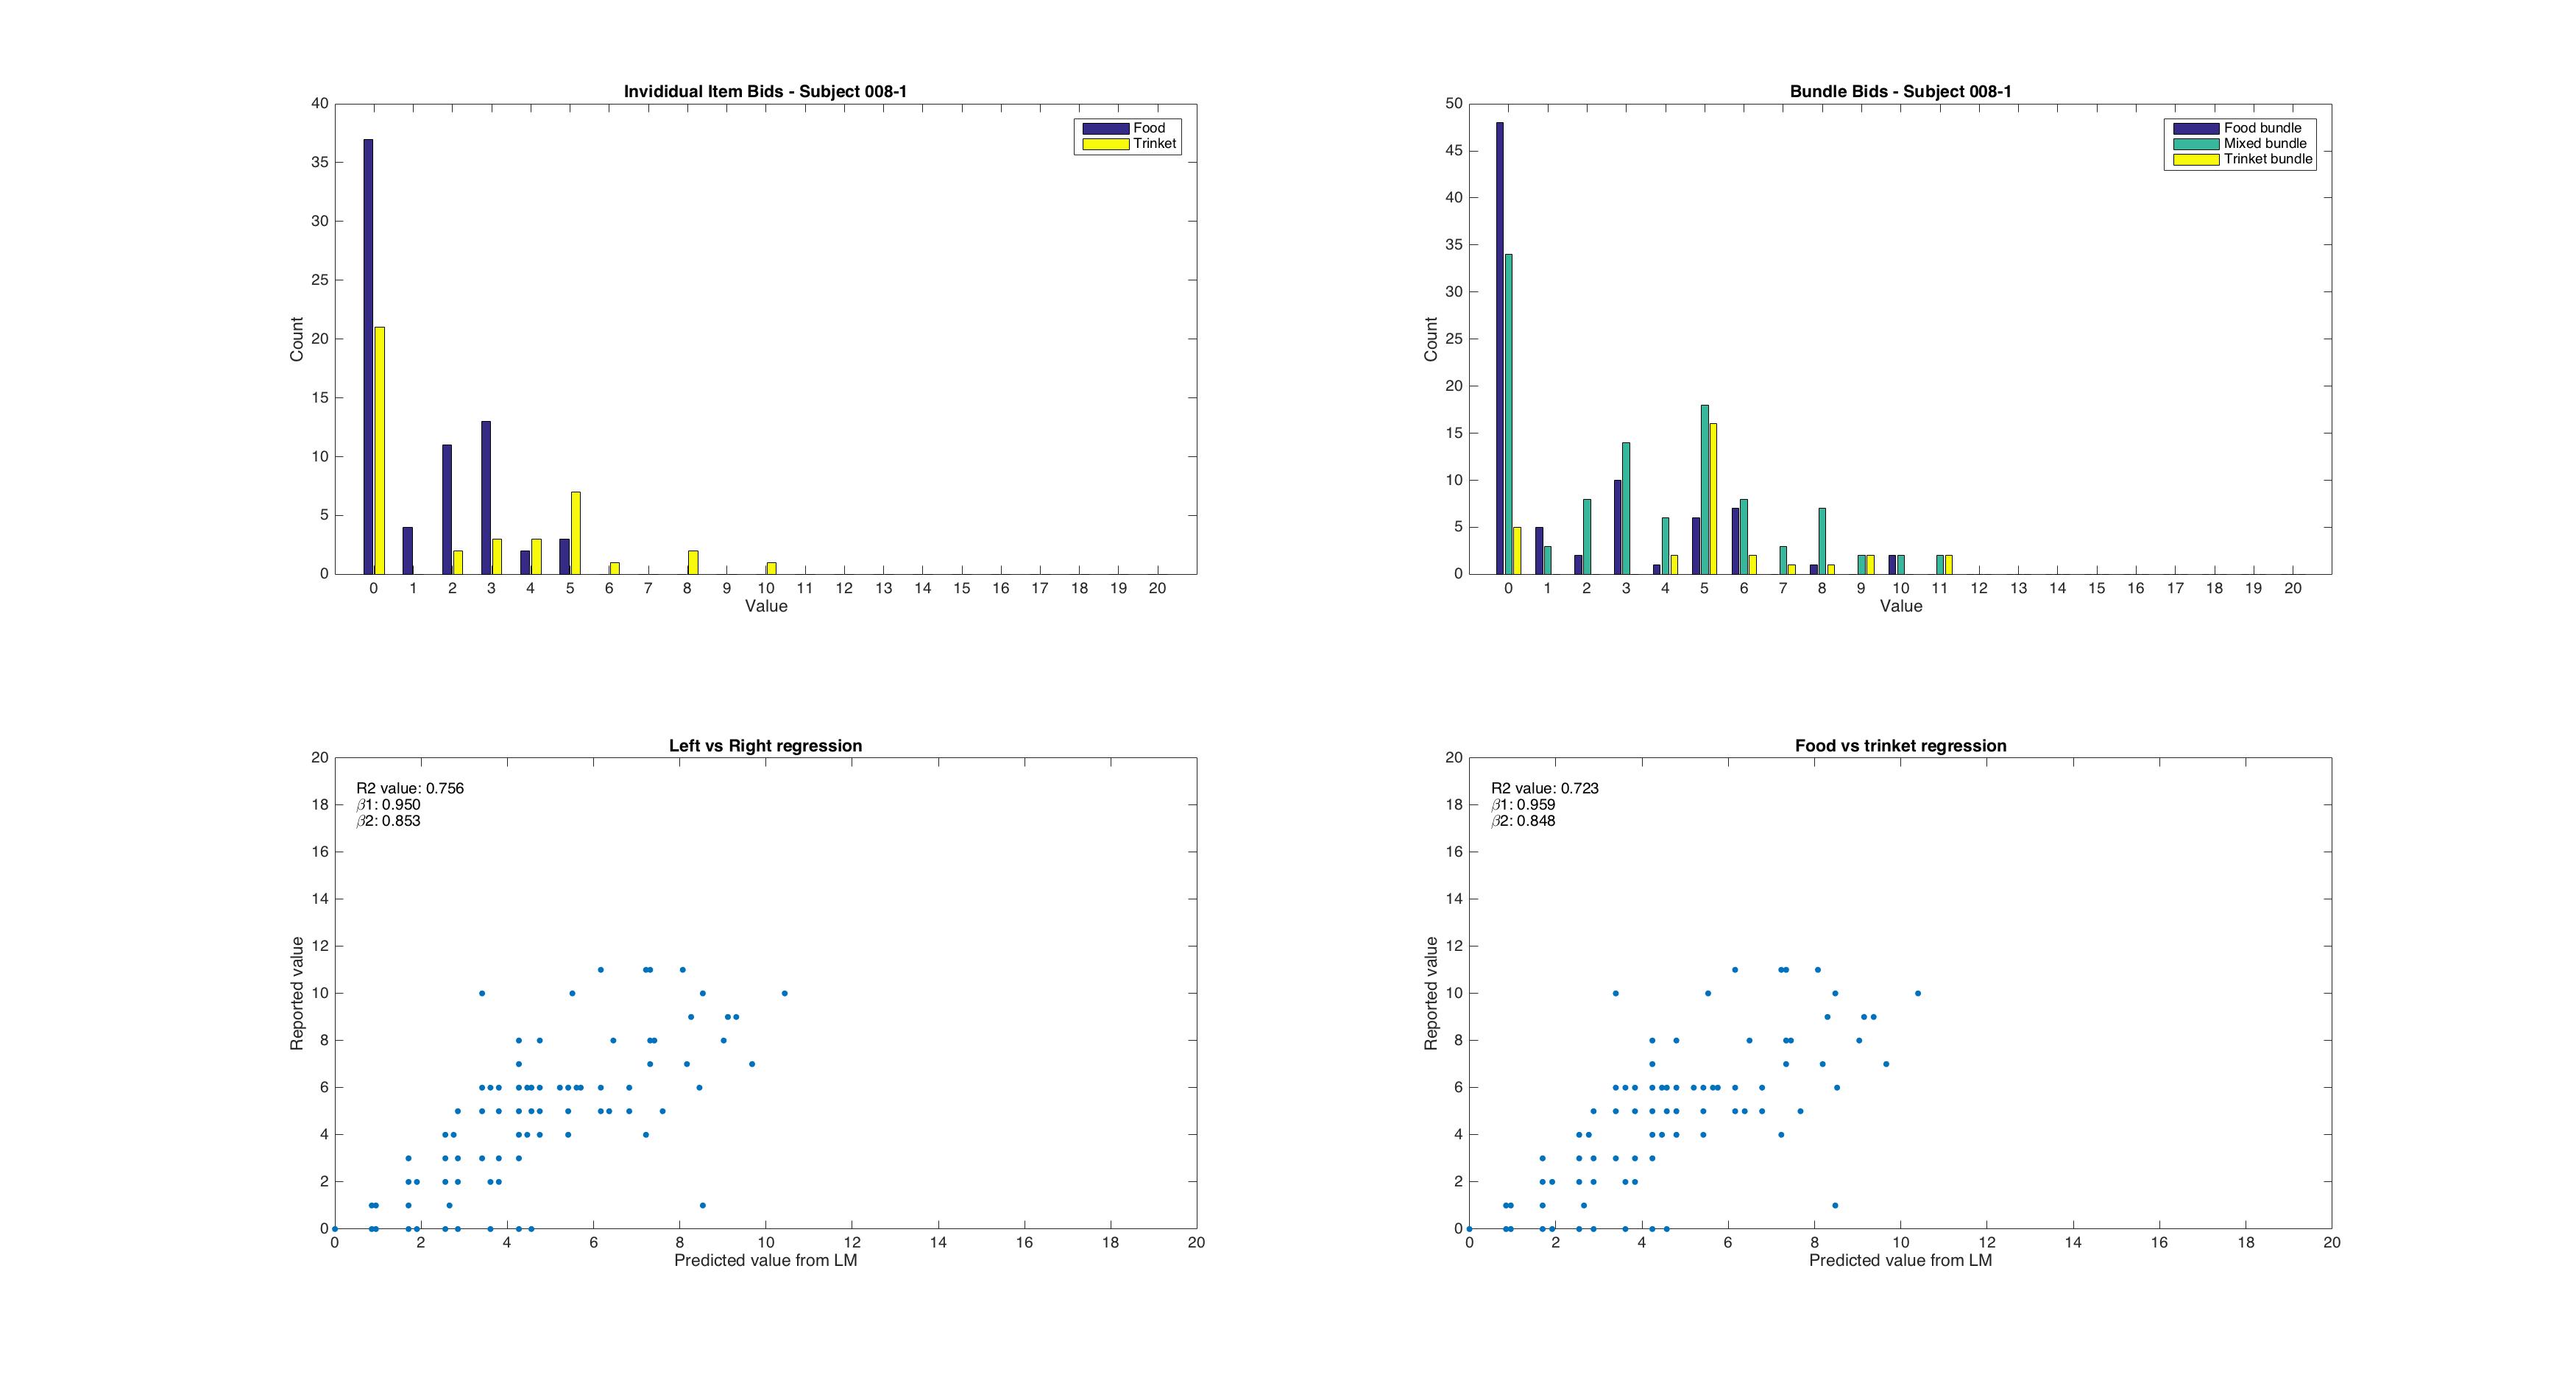 Invididual Item Bids - Subject 008-1
40
35
30
25
20
15
10
5
0
Count
Food
Trinket
0 1 2 3 4 5 6 7 8 9 10 11 12 13 14 15 16 17 18 19 20
Value
Bundle Bids - Subject 008-1
50
45
40
35
30
25
20
15
10
5
0
Count
Food bundle
Mixed bundle
Trinket bundle
0 1 2 3 4 5 6 7 8 9 10 11 12 13 14 15 16 17 18 19 20
Value
Left vs Right regression
20
18
16
14
12
10
8
6
4
2
0
Reported value
R2 value: 0.756
β1: 0.950
β2: 0.853
0 2 4 6 8 10 12 14 16 18 20
Predicted value from LM
Food vs trinket regression
20
18
16
14
12
10
8
6
4
2
0
Reported value
R2 value: 0.723
β1: 0.959
β2: 0.848
0 2 4 6 8 10 12 14 16 18 20
Predicted value from LM